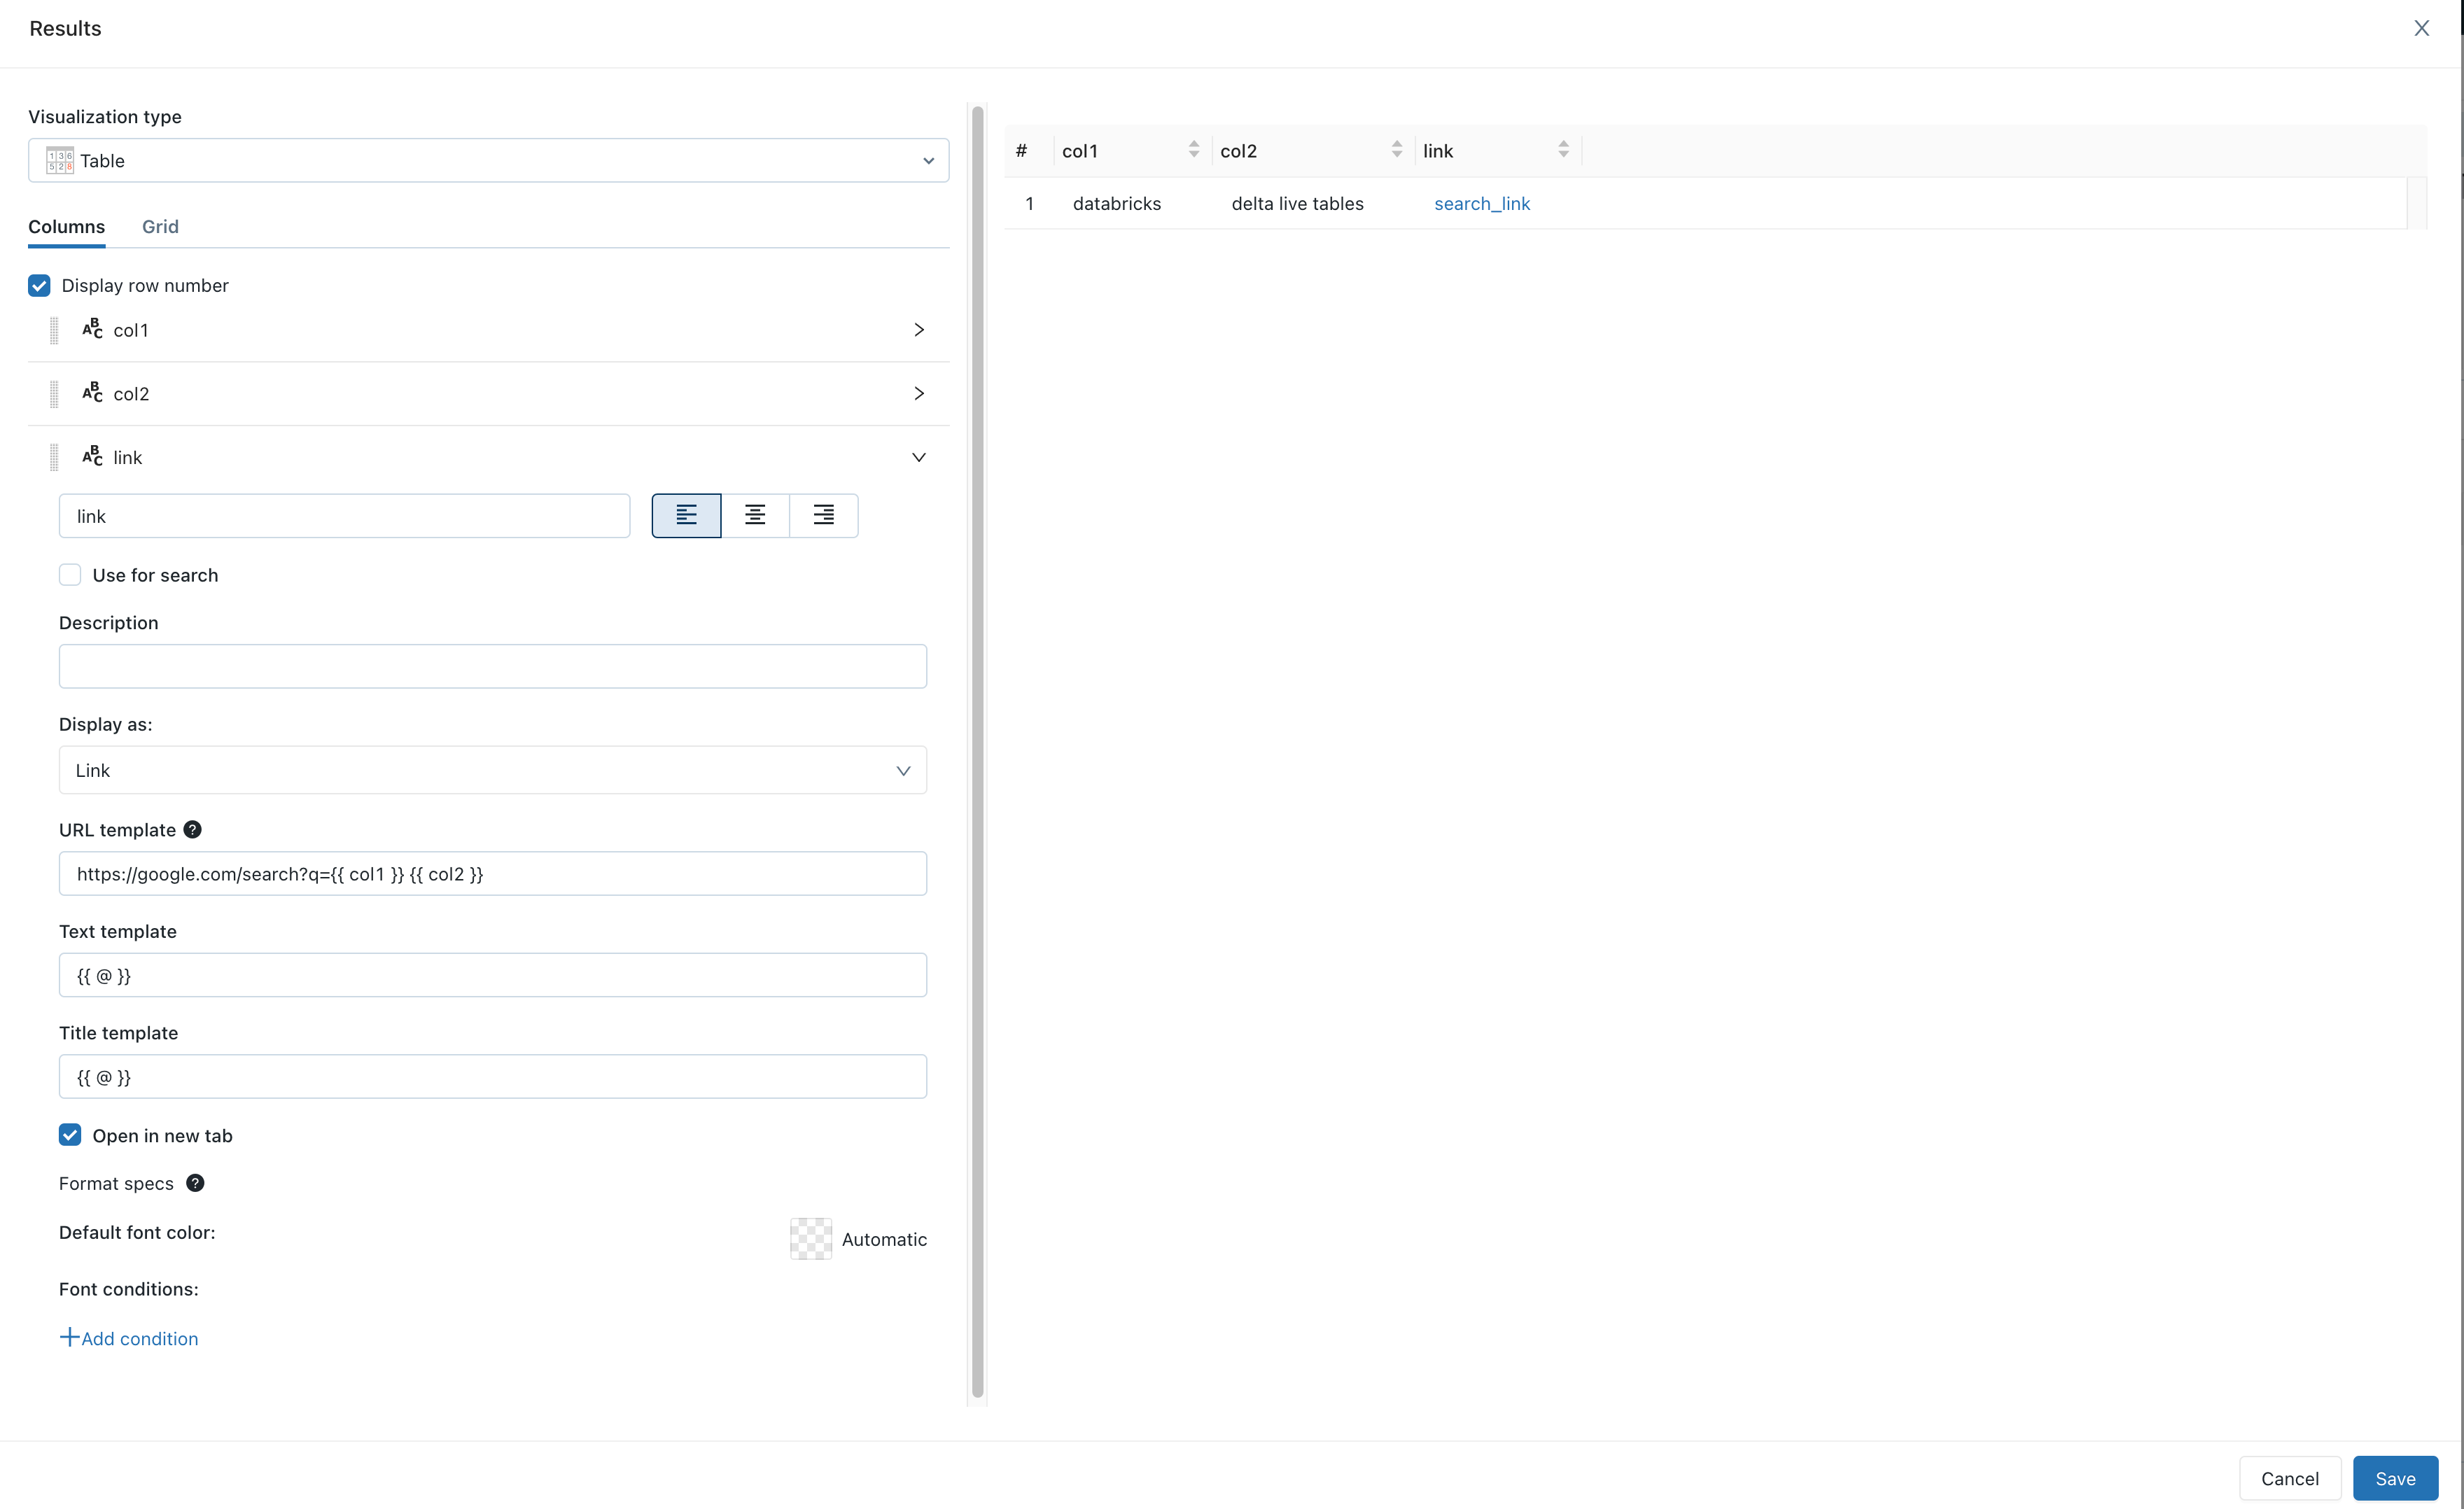 Results
Visualization type
Table
Columns Grid
Display row number
col1
col2
link
link
Use for search
Description
Display as:
Link
URL template
https://google.com/search?q={{ col1 }} {{ col2 }}
Text template
{{ @ }}
Title template
{{ @ }}
Open in new tab
Format specs
Default font color:
Automatic
Font conditions:
Add condition
# col1 col2 link
1 databricks delta live tables search_link
Cancel Save